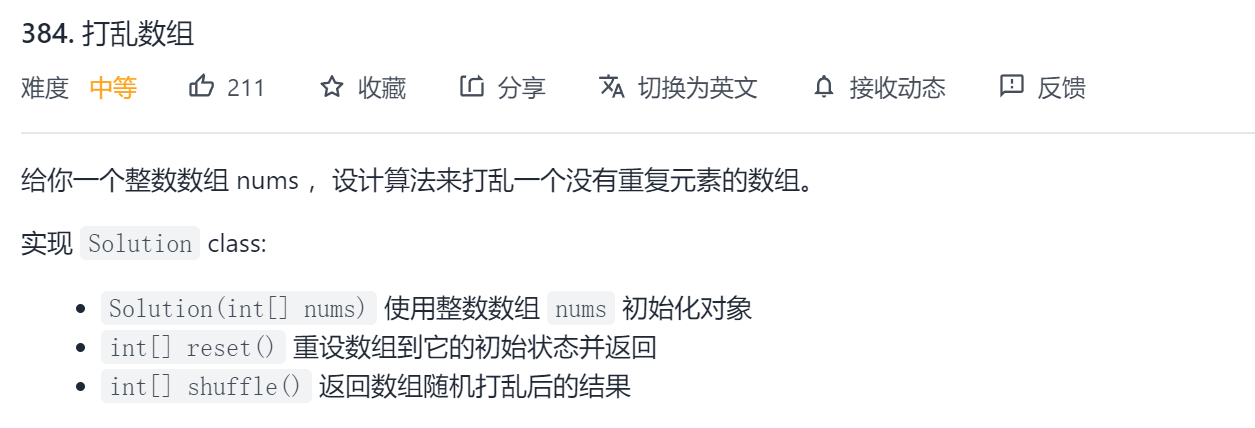 384. 打乱数组
难度 中等 211 收藏 分享 切换为英文 接收动态 反馈
给你一个整数数组 nums ，设计算法来打乱一个没有重复元素的数组。
实现 Solution class:
Solution(int[] nums) 使用整数数组 nums 初始化对象
int[] reset() 重设数组到它的初始状态并返回
int[] shuffle() 返回数组随机打乱后的结果